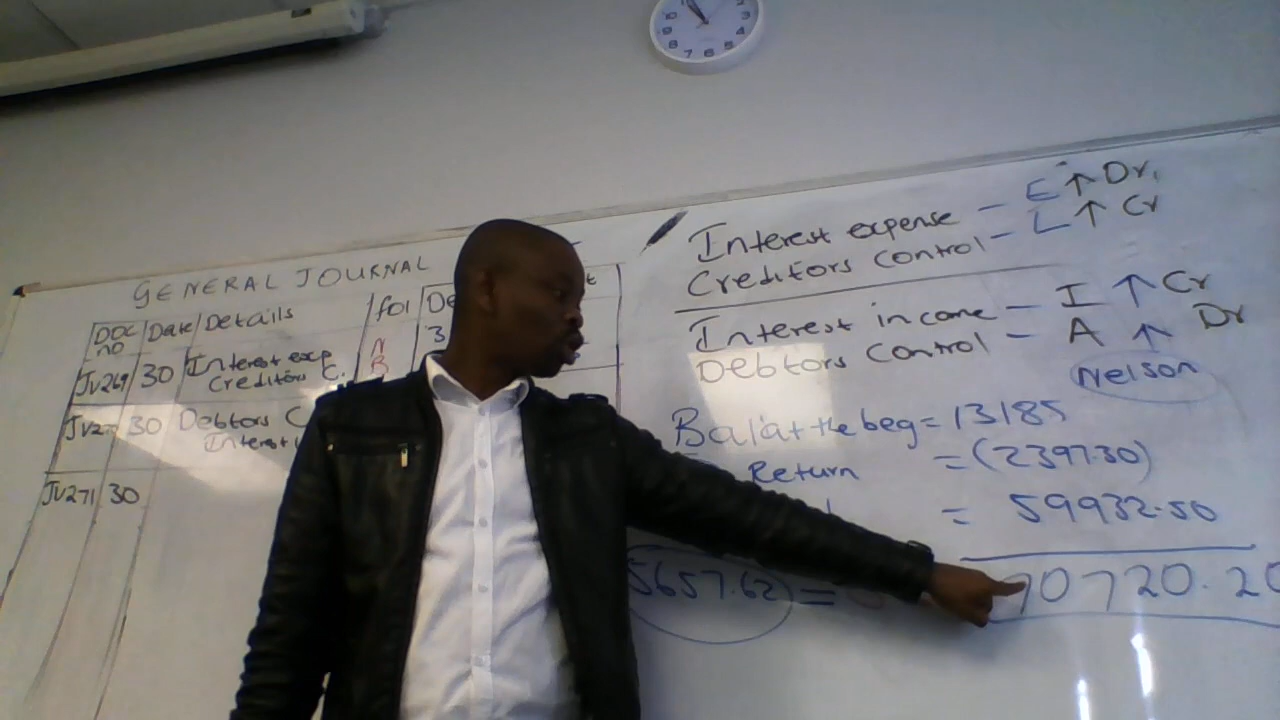 GENERAL JOURNAL
DOC NO Date Details fol De
JV269 30 Interest exp N 3
Creditors C. B
30 Debtors C
JV271 30
Interest expense – E ↑ Dr.
Creditors control – L ↑ Cr
Interest income – I ↑ Cr
Debtors control – A ↑ Dr
Nelson
Bal at the beg = 13185
Return = (2397.30)
= 59932.50
5657.62 = 70720.20